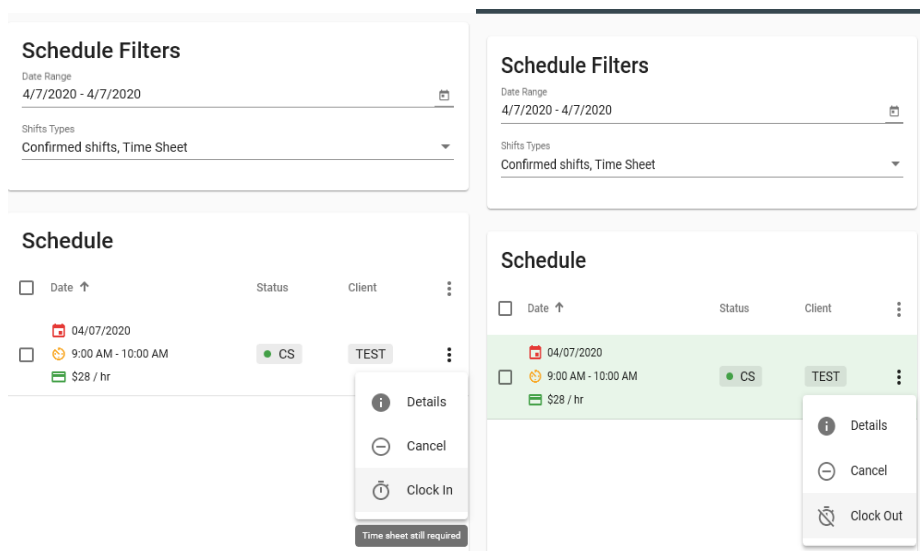 Schedule Filters
Date Range
4/7/2020 - 4/7/2020
Shifts Types
Confirmed shifts, Time Sheet
Schedule
Date Status Client
04/07/2020
9:00 AM - 10:00 AM CS TEST
$28 / hr
Details
Cancel
Clock In
Time sheet still required
Schedule Filters
Date Range
4/7/2020 - 4/7/2020
Shifts Types
Confirmed shifts, Time Sheet
Schedule
Date Status Client
04/07/2020
9:00 AM - 10:00 AM CS TEST
$28 / hr
Details
Cancel
Clock Out